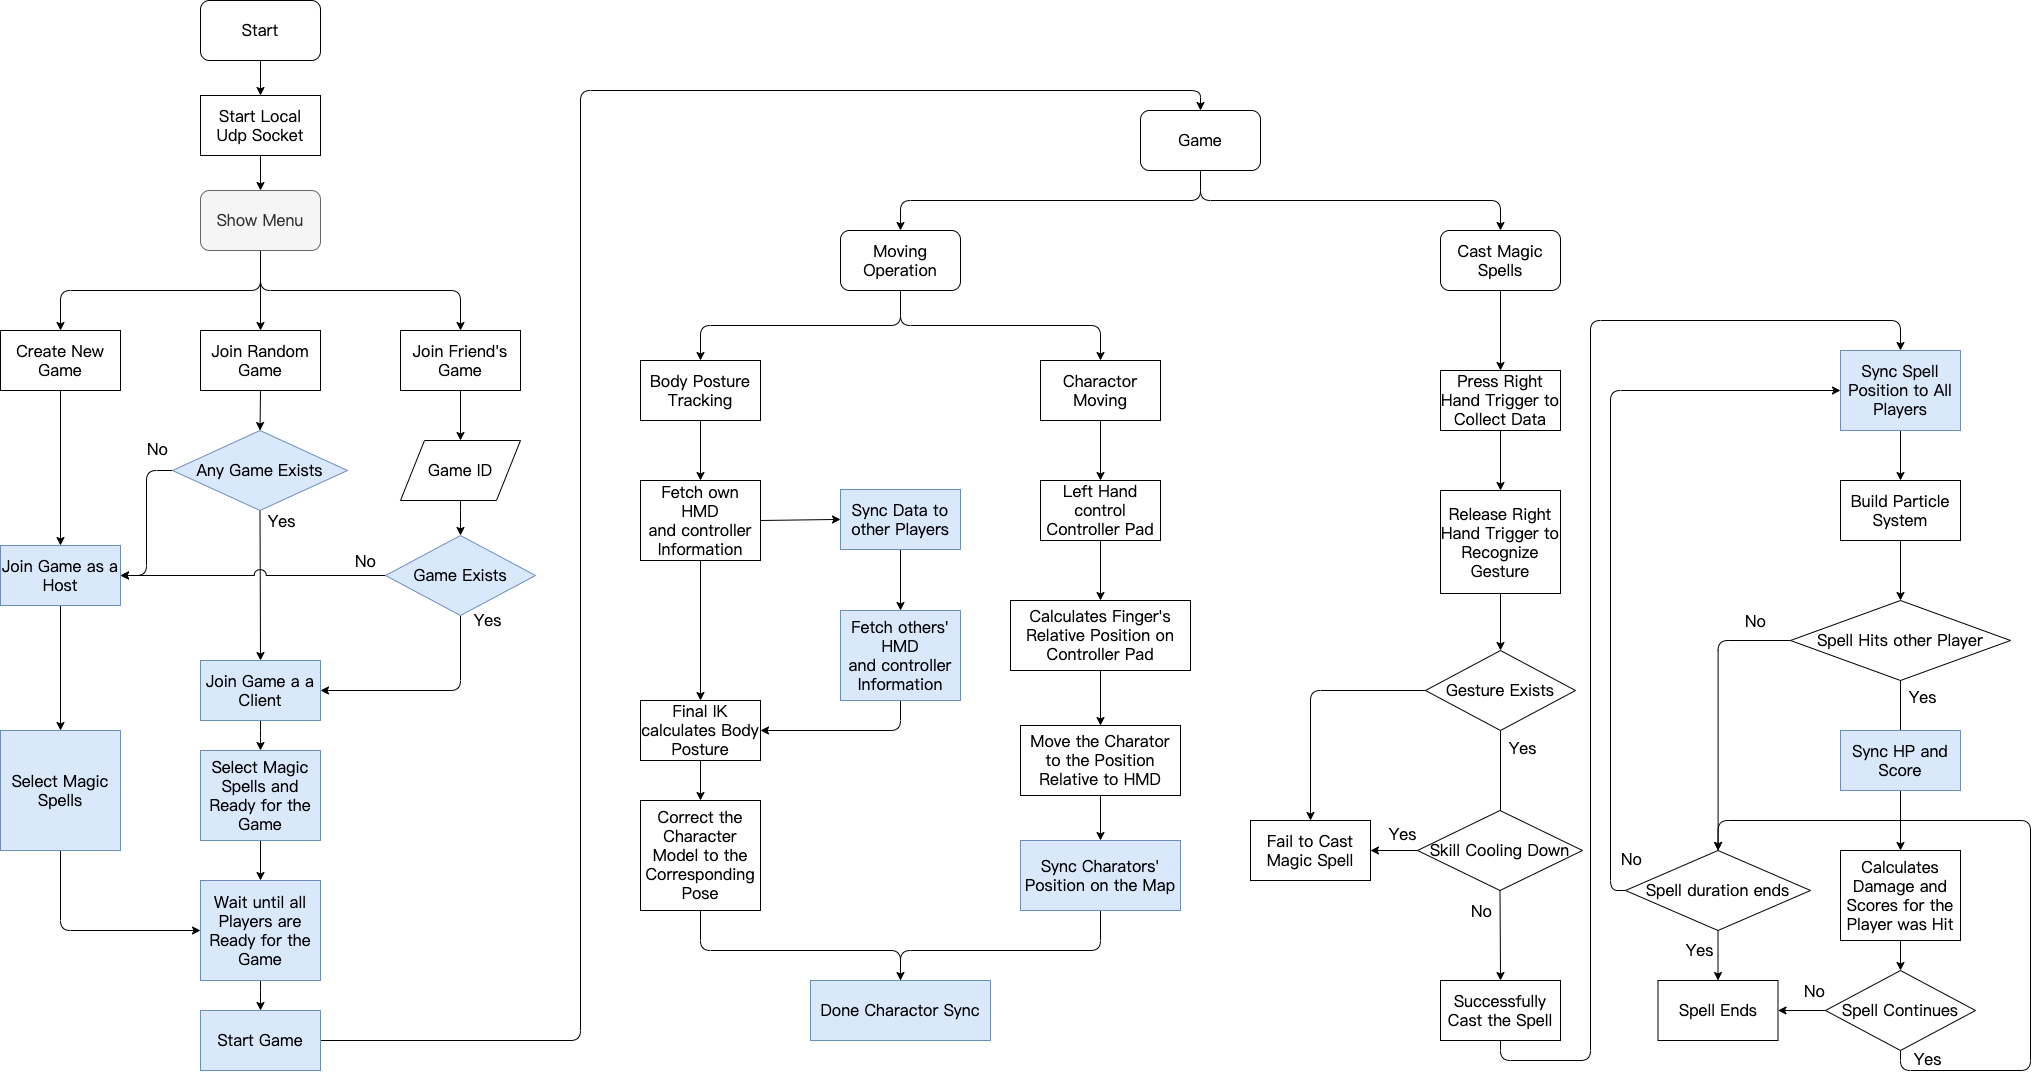 Start
Start Local
Udp Socket
Show Menu
Create New
Game
Join Random
Game
Join Friend's
Game
No
Any Game Exists
Yes
Game ID
Join Game as a
Host
No
Game Exists
Yes
Join Game a a
Client
Select Magic
Spells
Select Magic
Spells and
Ready for the
Game
Wait until all
Players are
Ready for the
Game
Start Game
Game
Moving
Operation
Body Posture
Tracking
Charactor
Moving
Fetch own
HMD
and controller
Information
Sync Data to
other Players
Fetch others'
HMD
and controller
Information
Final IK
calculates Body
Posture
Correct the
Character
Model to the
Corresponding
Pose
Left Hand
control
Controller Pad
Calculates Finger's
Relative Position on
Controller Pad
Move the Charator
to the Position
Relative to HMD
Sync Charators'
Position on the Map
Done Charactor Sync
Cast Magic
Spells
Press Right
Hand Trigger to
Collect Data
Release Right
Hand Trigger to
Recognize
Gesture
Gesture Exists
Yes
Fail to Cast
Magic Spell
Yes
Skill Cooling Down
No
Successfully
Cast the Spell
Sync Spell
Position to All
Players
Build Particle
System
No
Spell Hits other Player
Yes
Sync HP and
Score
No
Spell duration ends
Yes
Calculates
Damage and
Scores for the
Player was Hit
Spell Ends
No
Spell Continues
Yes